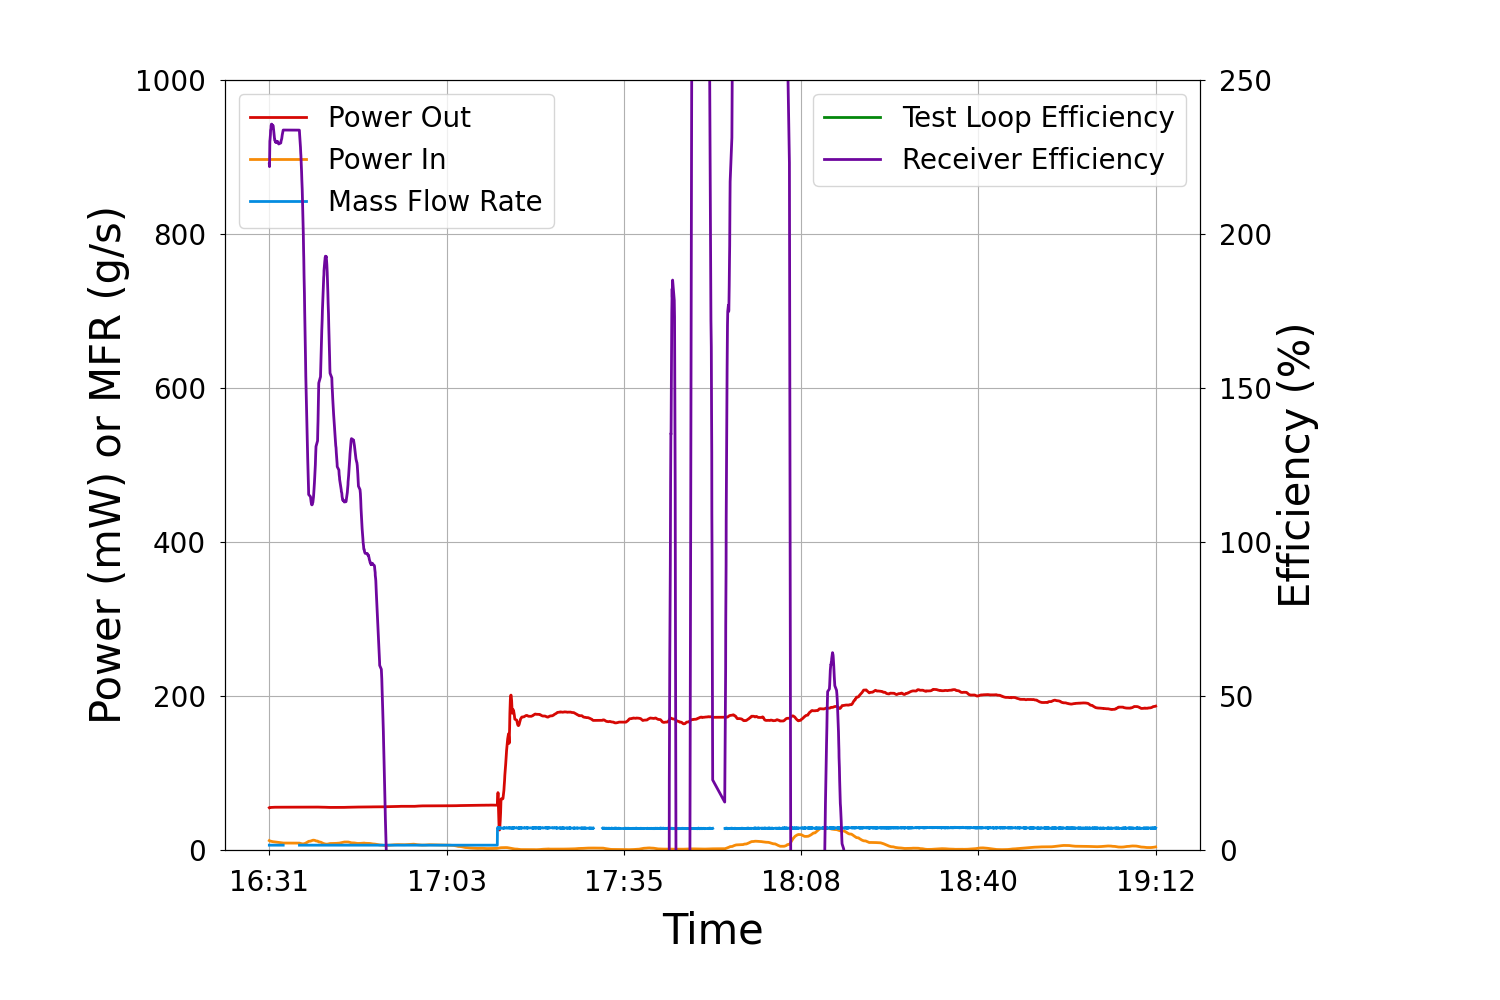 1000
800
600
400
200
0
Power (mW) or MFR (g/s)
Power Out
Power In
Mass Flow Rate
Test Loop Efficiency
Receiver Efficiency
250
200
150
100
50
0
Efficiency (%)
16:31 17:03 17:35 18:08 18:40 19:12
Time